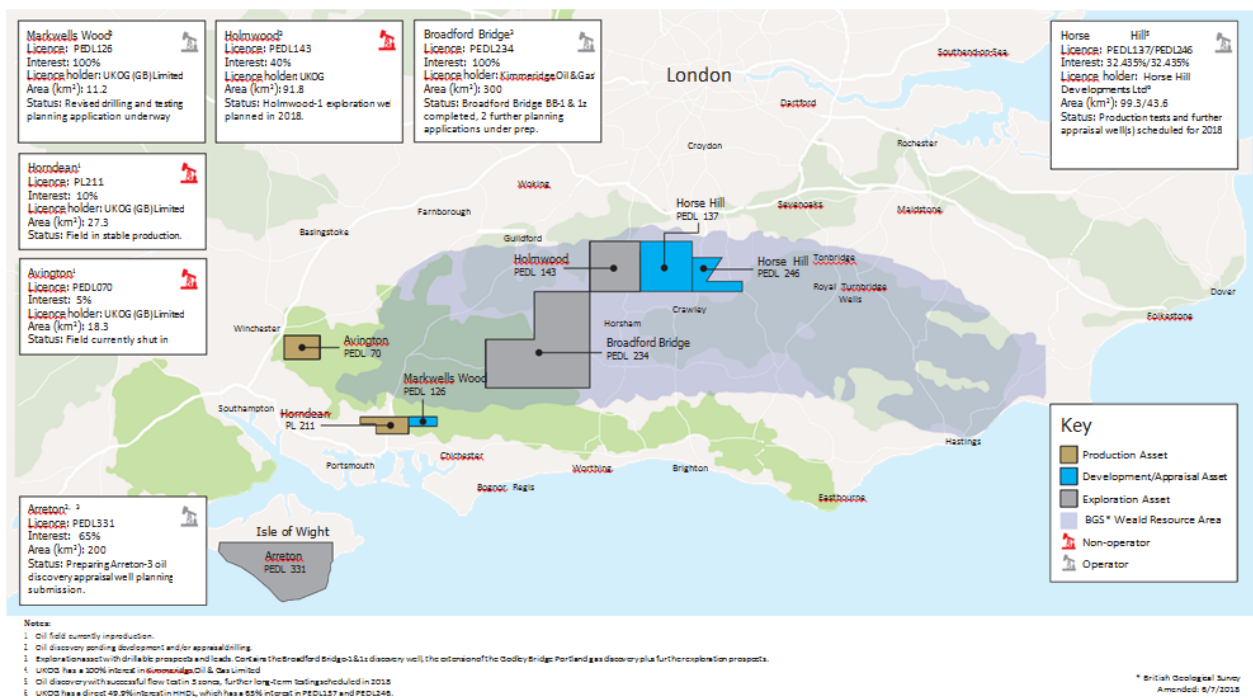 Markwells Wood²
Licence: PEDL126
Interest: 100%
Licence holder: UKOG (GB) Limited
Area (km²): 11.2
Status: Revised drilling and testing
planning application underway
Holmwood³
Licence: PEDL143
Interest: 40%
Licence holder: UKOG
Area (km²): 91.8
Status: Holmwood-1 exploration wel
planned in 2018.
Broadford Bridge³
Licence: PEDL234
Interest: 100%
Licence holder: Kimmeridge Oil & Gas
Area (km²): 300
Status: Broadford Bridge BB-1 & 1z
completed, 2 further planning
applications under prep.
Horse Hill⁵
Licence: PEDL137/PEDL246
Interest: 32.435%/32.435%
Licence holder: Horse Hill
Developments Ltd⁶
Area (km²): 99.3/43.6
Status: Production tests and further
appraisal well(s) scheduled for 2018
Horndean¹
Licence: PL211
Interest: 10%
Licence holder: UKOG (GB) Limited
Area (km²): 27.3
Status: Field in stable production.
Avington¹
Licence: PEDL070
Interest: 5%
Licence holder: UKOG (GB) Limited
Area (km²): 18.3
Status: Field currently shut in
Arreton², ³
Licence: PEDL331
Interest: 65%
Area (km²): 200
Status: Preparing Arreton-3 oil
discovery appraisal well planning
submission.
London
Southend-on-Sea
Dartford
Croydon
Rochester
Woking
Sevenoaks
Maidstone
Farnborough
Basingstoke
Guildford
Horse Hill
PEDL 137
Holmwood
PEDL 143
Horse Hill
PEDL 246
Tonbridge
Royal Turnbridge
Wells
Dover
Folkestone
Crawley
Horsham
Winchester
Avington
PEDL 70
Broadford Bridge
PEDL 234
Markwells Wood
PEDL 126
Southampton
Horndean
PL 211
Portsmouth
Chichester
Bognor. Regis
Worthing
Brighton
Eastbourne
Hastings
Isle of Wight
Arreton
PEDL 331
Key
Production Asset
Development/Appraisal Asset
Exploration Asset
BGS* Weald Resource Area
Non-operator
Operator
Notes:
1 Oil field currently in production.
2 Oil discovery pending development and/or appraisal drilling.
3 Exploration asset with drillable prospects and leads. Contains the Broadford Bridge-1 & 1z discovery well, the extension of the Godley Bridge Portland gas discovery plus further exploration prospects.
4 UKOG has a 100% interest in Kimmeridge Oil & Gas Limited
5 Oil discovery with successful flow test in 3 zones, further long-term testing scheduled in 2018
6 UKOG has a direct 49.9% interest in HHDL, which has a 65% interest in PEDL137 and PEDL246.
* British Geological Survey
Amended: 6/7/2018